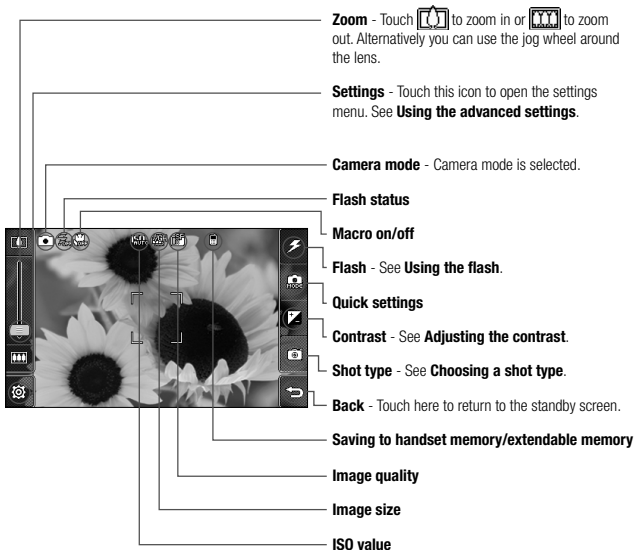 Zoom - Touch to zoom in or to zoom
out. Alternatively you can use the jog wheel around
the lens.
Settings - Touch this icon to open the settings
menu. See Using the advanced settings.
Camera mode - Camera mode is selected.
Flash status
Macro on/off
Flash - See Using the flash.
Quick settings
Contrast - See Adjusting the contrast.
Shot type - See Choosing a shot type.
Back - Touch here to return to the standby screen.
Saving to handset memory/extendable memory
Image quality
Image size
ISO value
ISO
AUTO
MODE